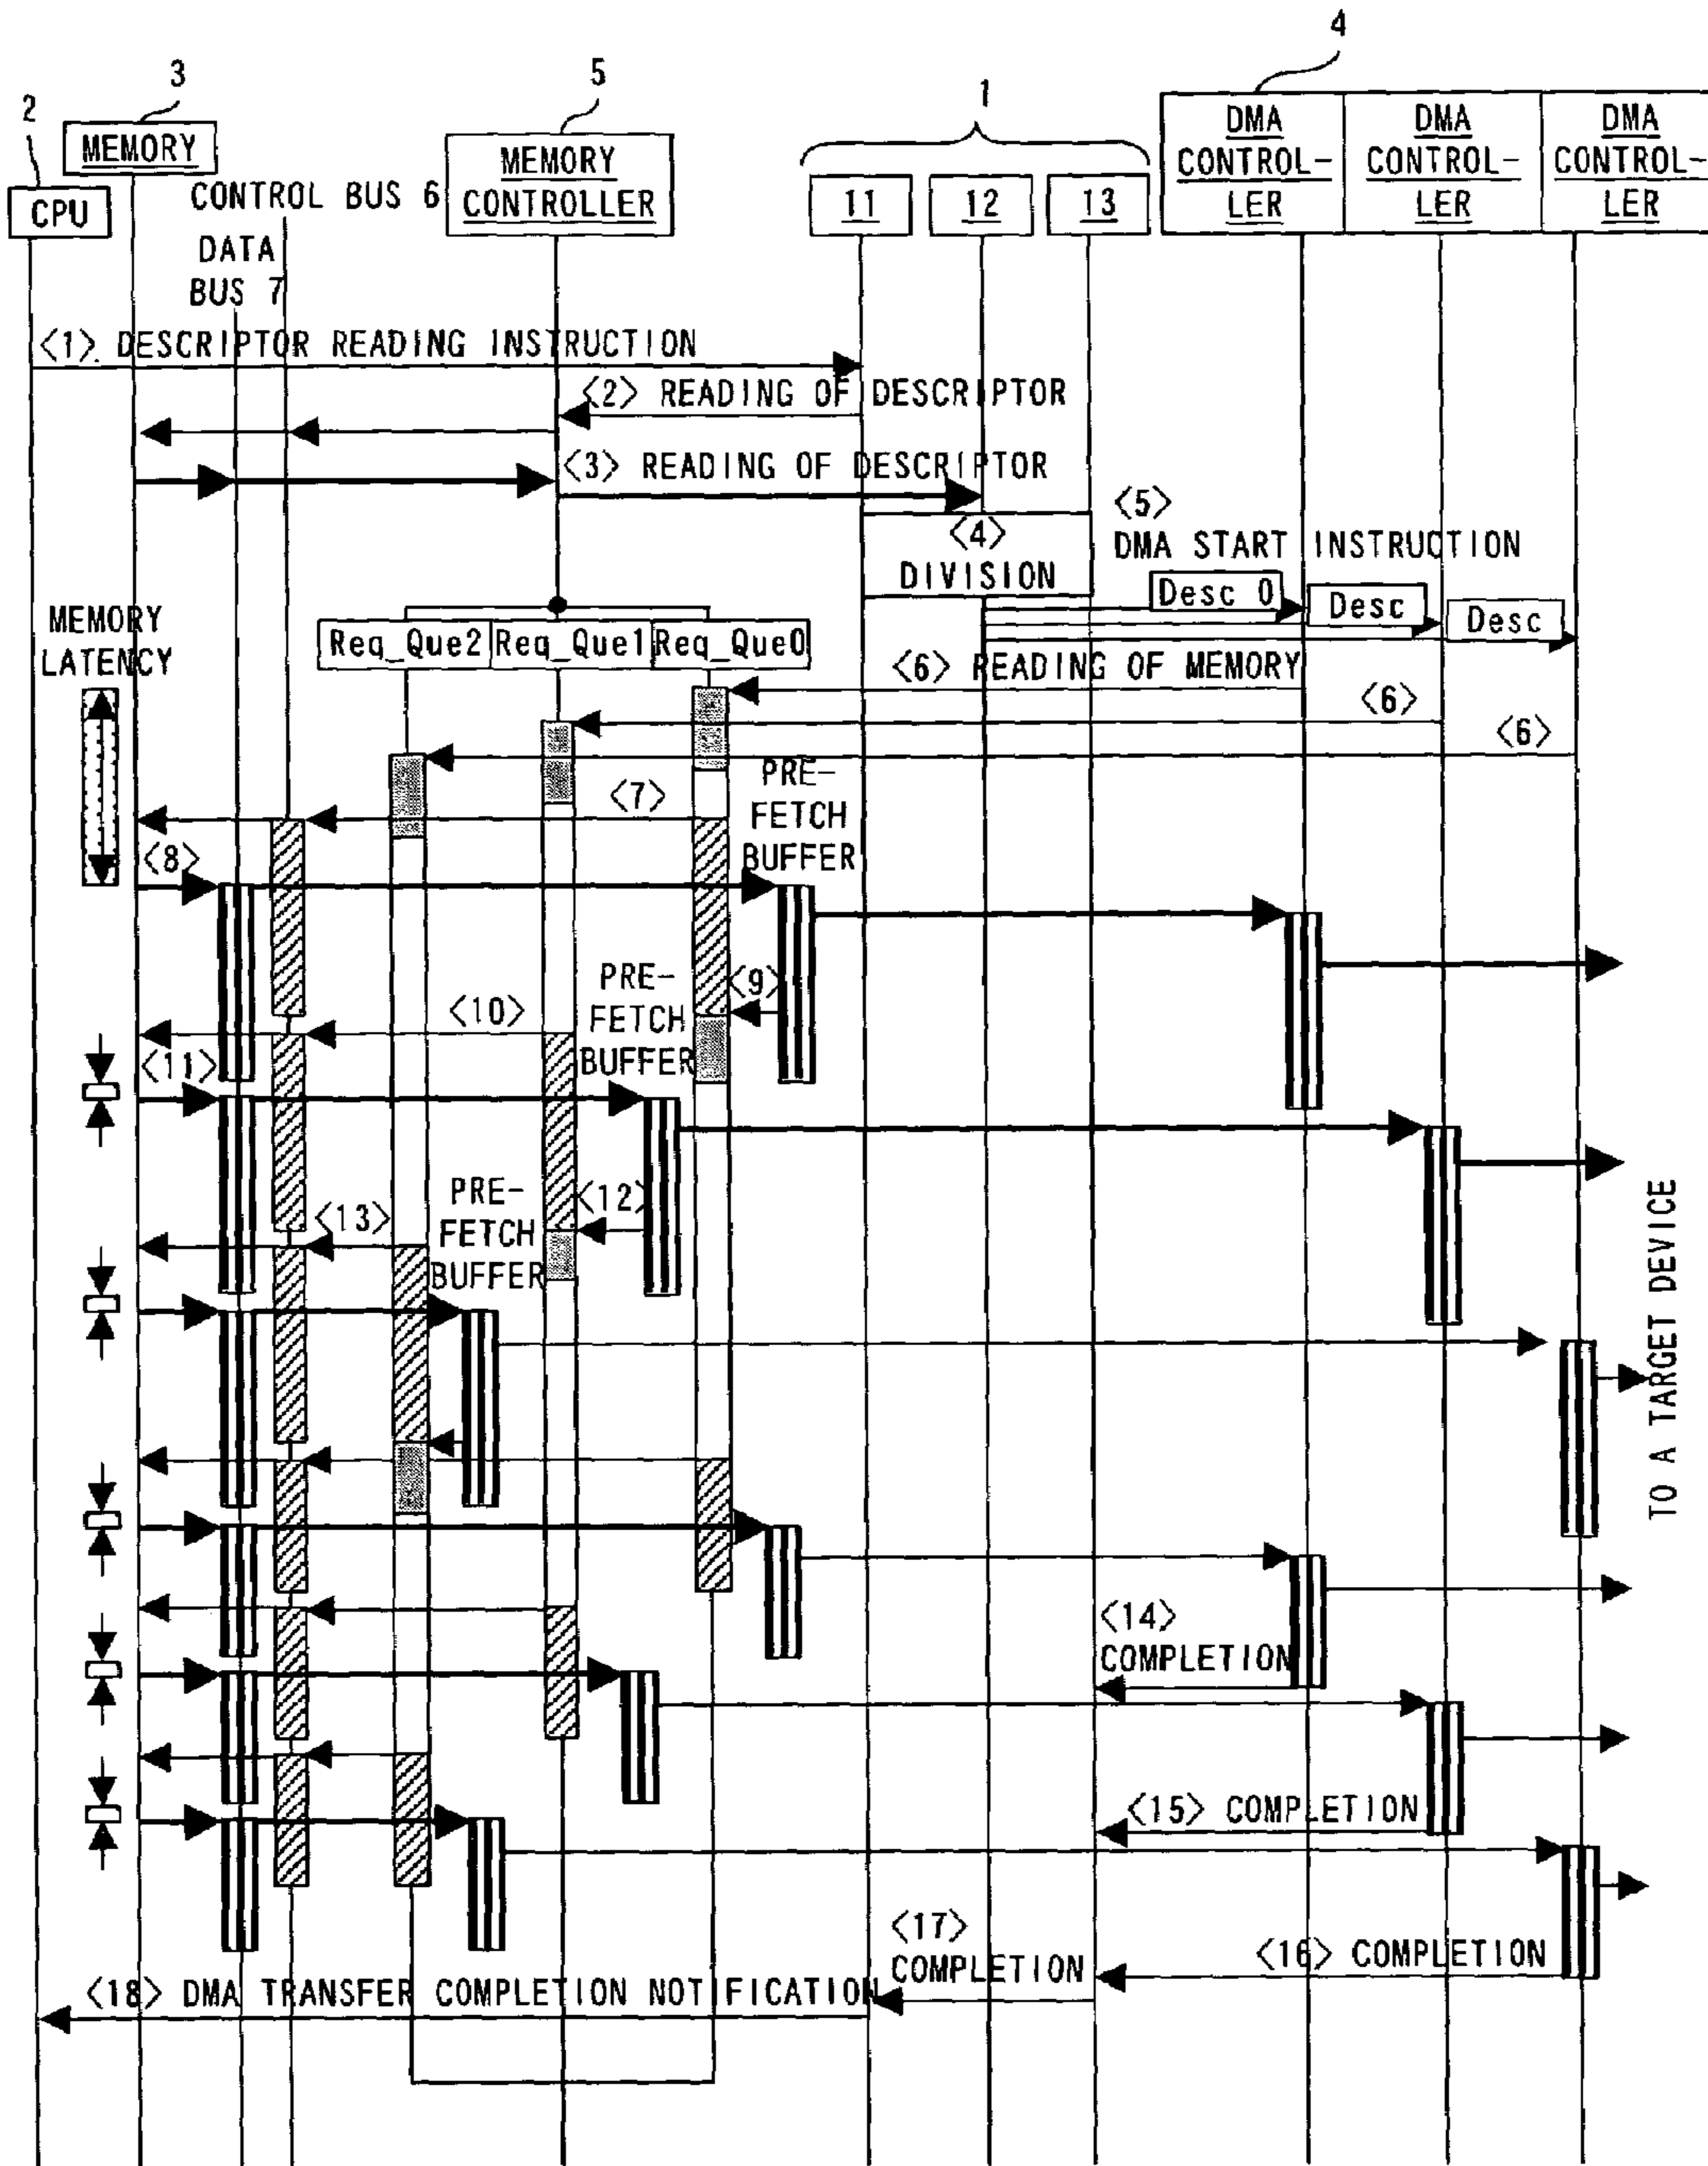 4
3
5
1
2
MEMORY
CPU
CONTROL BUS 6
DATA
BUS 7
MEMORY
CONTROLLER
11
12
13
DMA
CONTROL-
LER
DMA
CONTROL-
LER
DMA
CONTROL-
LER
<1> DESCRIPTOR READING INSTRUCTION
<2> READING OF DESCRIPTOR
<3> READING OF DESCRIPTOR
<4>
DIVISION
<5>
DMA START INSTRUCTION
Desc 0
Desc
Desc
MEMORY
LATENCY
Req_Que2
Req_Que1
Req_Que0
<6> READING OF MEMORY
<6>
<6>
<7>
PRE-
FETCH
BUFFER
<8>
PRE-
FETCH
BUFFER
<9>
<10>
<11>
PRE-
FETCH
BUFFER
<12>
<13>
TO A TARGET DEVICE
<14>
COMPLETION
<15> COMPLETION
<16> COMPLETION
<17>
COMPLETION
<18> DMA TRANSFER COMPLETION NOTIFICATION